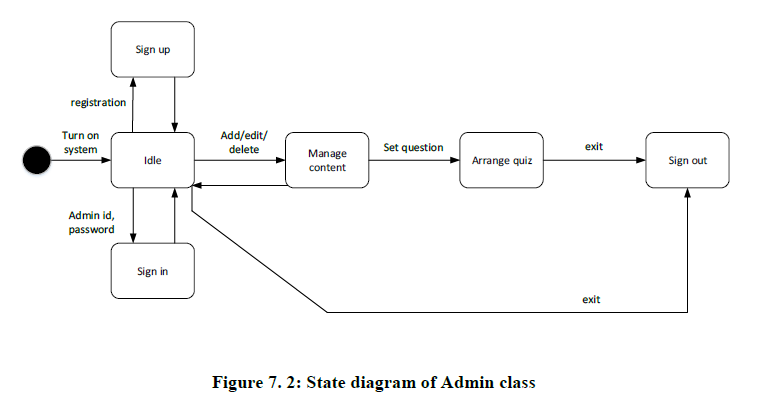 Sign up
registration
Turn on
system
Idle
Add/edit/
delete
Manage
content
Set question
Arrange quiz
exit
Sign out
Admin id,
password
Sign in
exit
Figure 7. 2: State diagram of Admin class